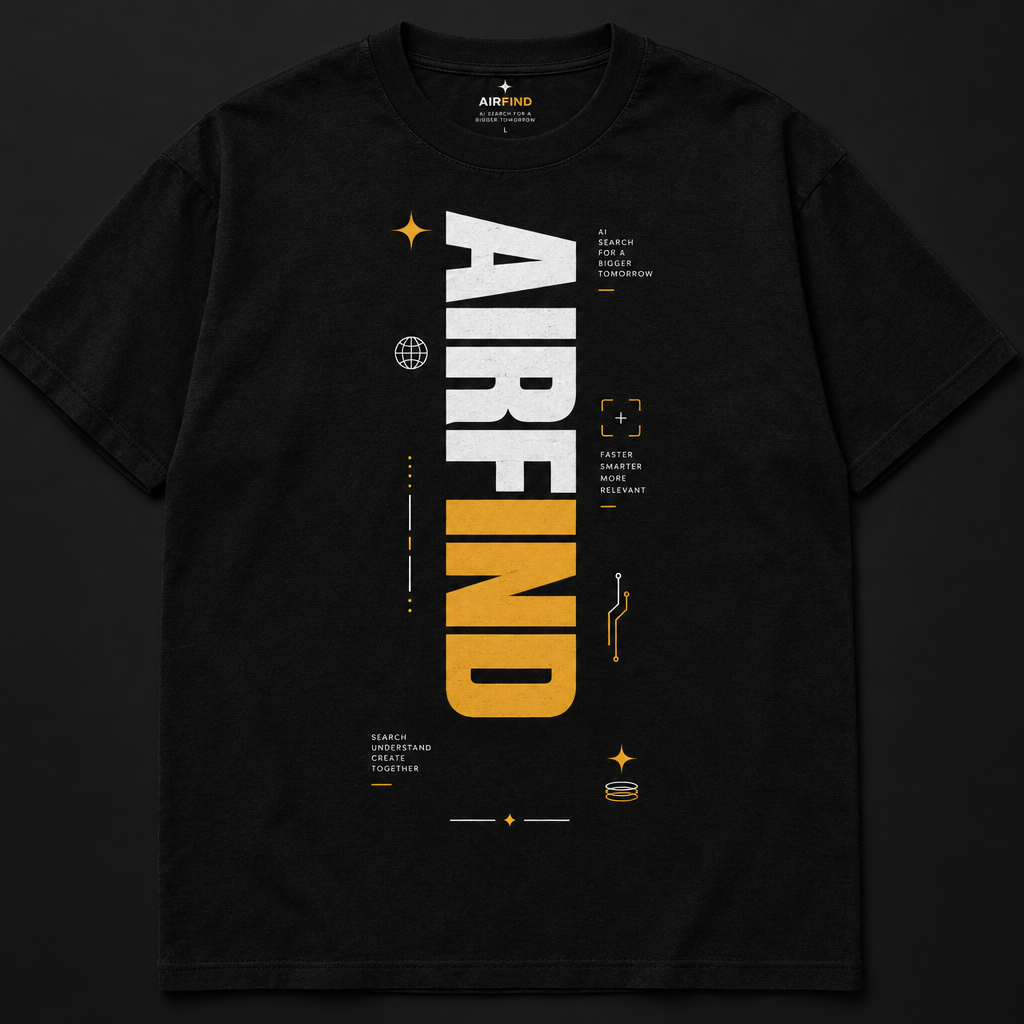 AIRFIND
AI SEARCH FOR A
BIGGER TOMORROW
L
AIRFIND
AI
SEARCH
FOR A
BIGGER
TOMORROW
FASTER
SMARTER
MORE
RELEVANT
SEARCH
UNDERSTAND
CREATE
TOGETHER